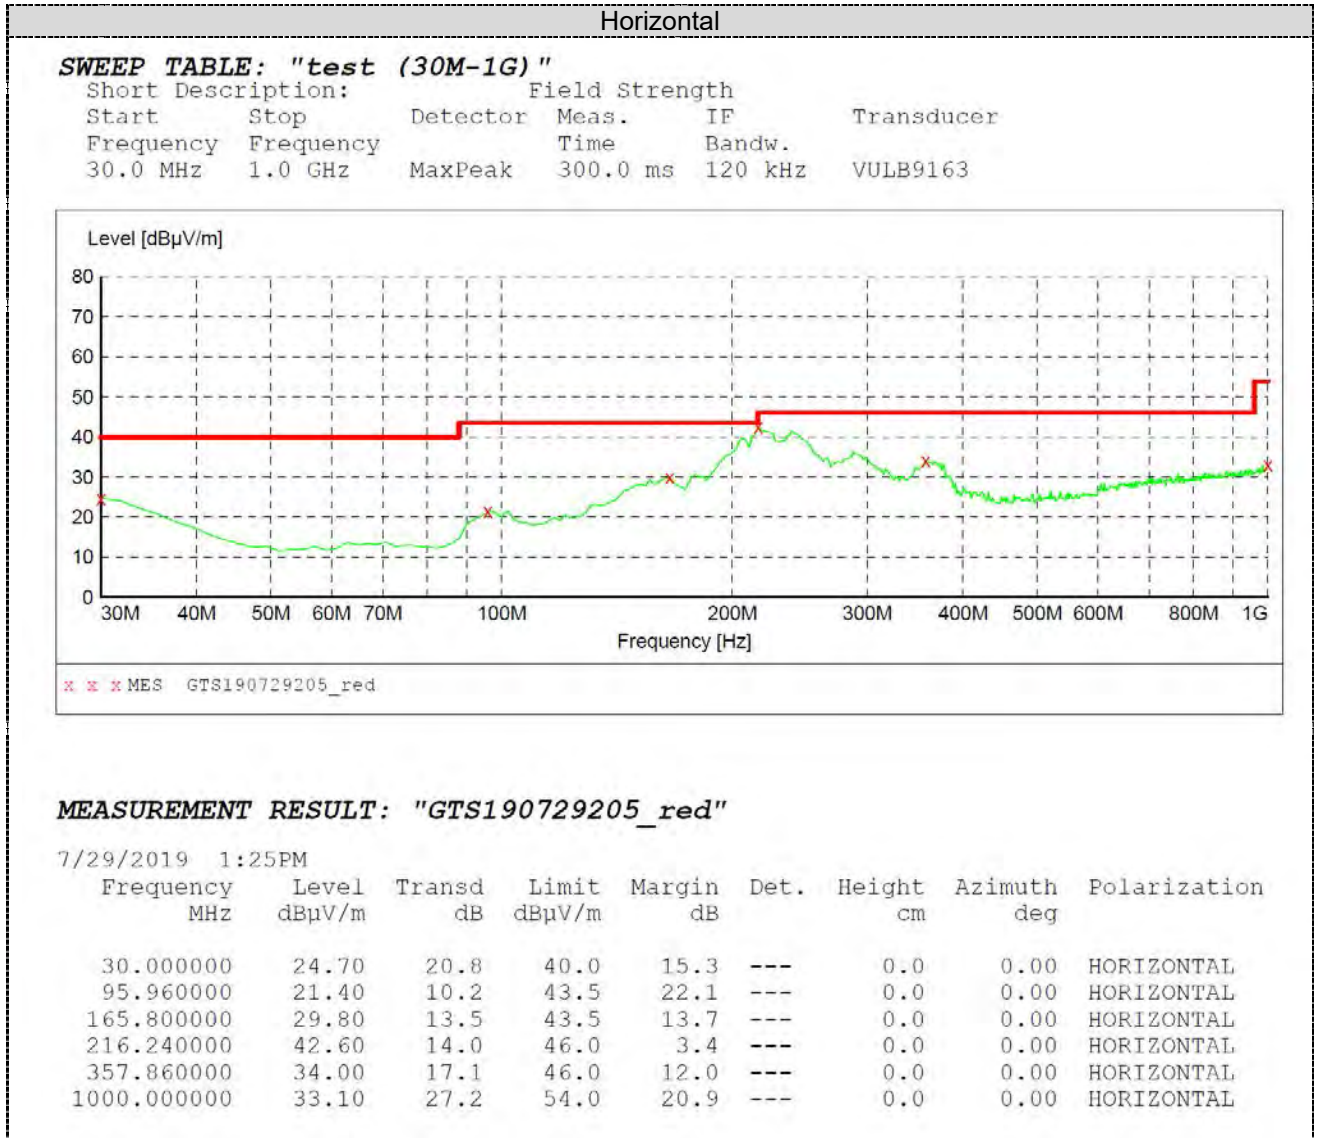 Horizontal
SWEEP TABLE: "test (30M-1G)"
Short Description: Field Strength
Start Stop Detector Meas. IF Transducer
Frequency Frequency Time Bandw.
30.0 MHz 1.0 GHz MaxPeak 300.0 ms 120 kHz VULB9163
Level [dBµV/m]
80
70
60
50
40
30
20
10
0
30M 40M 50M 60M 70M 100M 200M 300M 400M 500M 600M 800M 1G
Frequency [Hz]
x x x MES GTS190729205_red
MEASUREMENT RESULT: "GTS190729205_red"
7/29/2019 1:25PM
Frequency Level Transd Limit Margin Det. Height Azimuth Polarization
MHz dBµV/m dB dBµV/m dB cm deg
30.000000 24.70 20.8 40.0 15.3 --- 0.0 0.00 HORIZONTAL
95.960000 21.40 10.2 43.5 22.1 --- 0.0 0.00 HORIZONTAL
165.800000 29.80 13.5 43.5 13.7 --- 0.0 0.00 HORIZONTAL
216.240000 42.60 14.0 46.0 3.4 --- 0.0 0.00 HORIZONTAL
357.860000 34.00 17.1 46.0 12.0 --- 0.0 0.00 HORIZONTAL
1000.000000 33.10 27.2 54.0 20.9 --- 0.0 0.00 HORIZONTAL